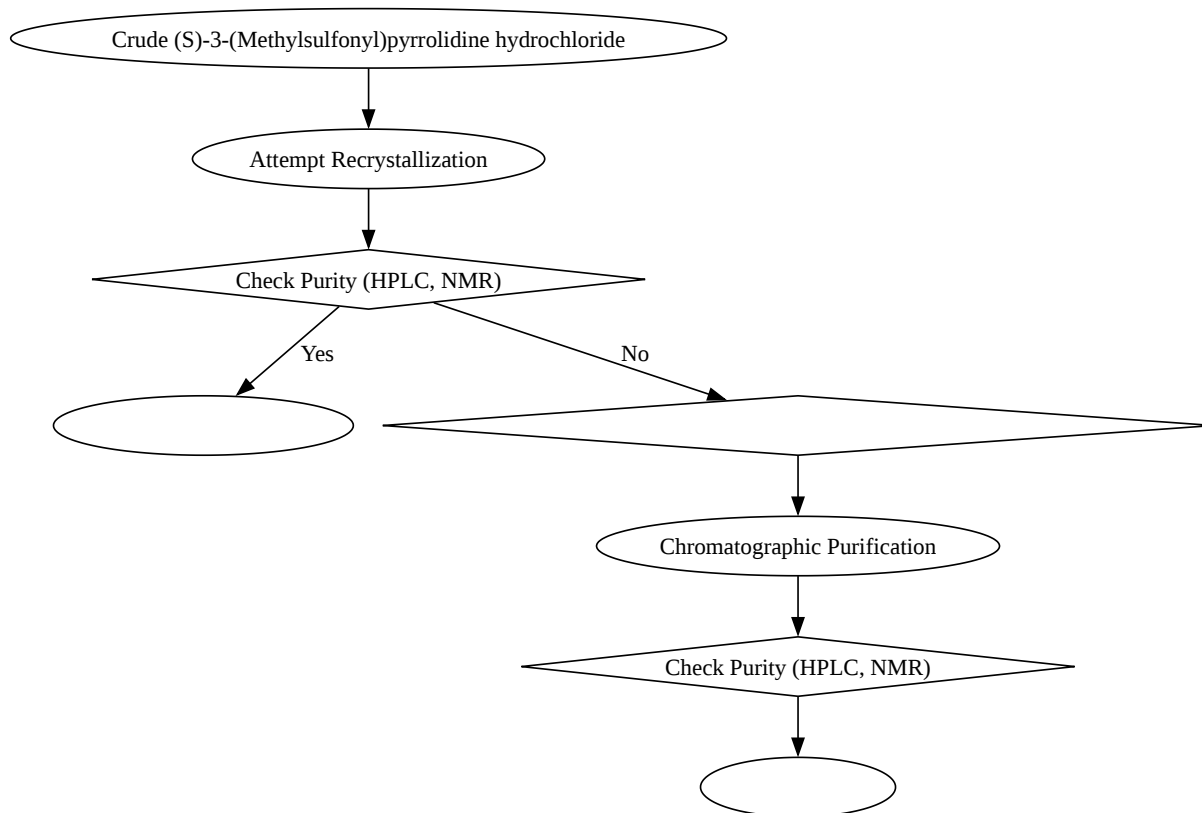 Crude (S)-3-(Methylsulfonyl)pyrrolidine hydrochloride
Attempt Recrystallization
Check Purity (HPLC, NMR)
Yes
No
Chromatographic Purification
Check Purity (HPLC, NMR)